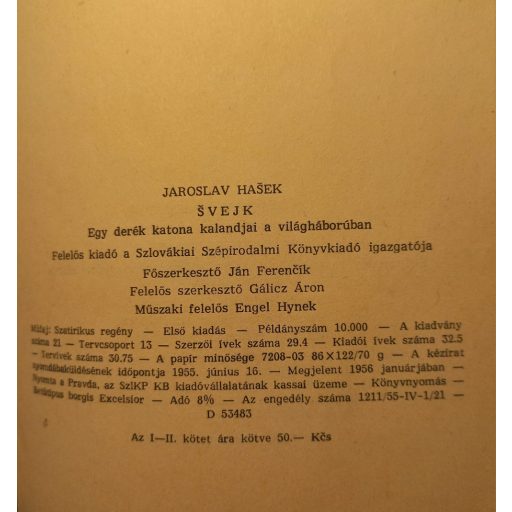 JAROSLAV HAŠEK
ŠVEJK
Egy derék katona kalandjai a világháborúban
Felelős kiadó a Szlovákiai Szépirodalmi Könyvkiadó igazgatója
Főszerkesztő Ján Ferenčík
Felelős szerkesztő Gálicz Áron
Műszaki felelős Engel Hynek
Műfaj: Szatirikus regény — Első kiadás — Példányszám 10.000 — A kiadvány
száma 21 — Tervcsoport 13 — Szerzői ívek száma 29.4 — Kiadói ívek száma 32.5
— Tervívek száma 30.75 — A papír minősége 7208-03 86×122/70 g — A kézirat
nyomdábaküldésének időpontja 1955. június 16. — Megjelent 1956 januárjában —
Nyomta a Pravda, az SzlKP KB kiadóvállalatának kassai üzeme — Könyvnyomás —
Betűtípus borgis Excelsior — Adó 8% — Az engedély száma 1211/55-IV-1/21 —
D 53483
Az I—II. kötet ára kötve 50.— Kčs